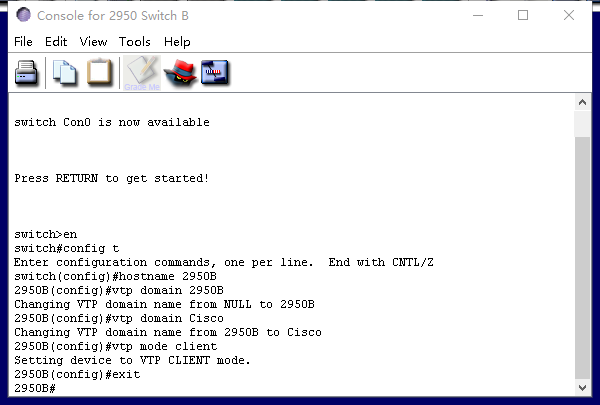 Console for 2950 Switch B
File Edit View Tools Help
Grade Me
switch Con0 is now available
Press RETURN to get started!
switch>en
switch#config t
Enter configuration commands, one per line.  End with CNTL/Z
switch(config)#hostname 2950B
2950B(config)#vtp domain 2950B
Changing VTP domain name from NULL to 2950B
2950B(config)#vtp domain Cisco
Changing VTP domain name from 2950B to Cisco
2950B(config)#vtp mode client
Setting device to VTP CLIENT mode.
2950B(config)#exit
2950B#